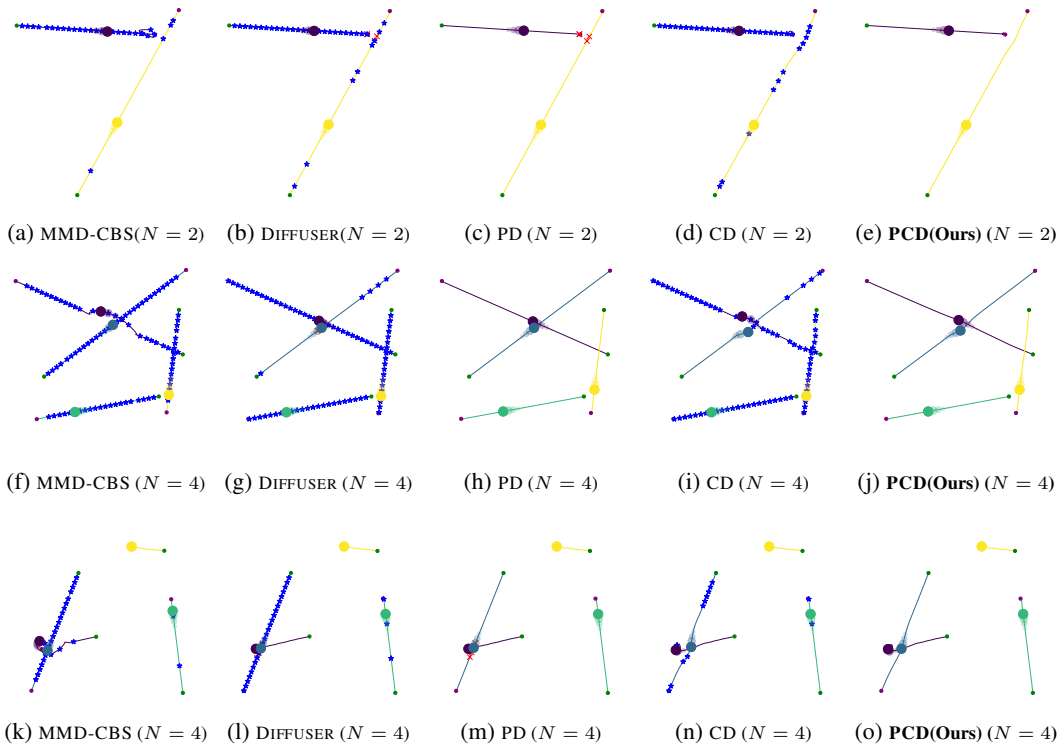 (a) MMD-CBS(N = 2) (b) DIFFUSER(N = 2) (c) PD (N = 2) (d) CD (N = 2) (e) PCD(Ours) (N = 2)
(f) MMD-CBS (N = 4) (g) DIFFUSER (N = 4) (h) PD (N = 4) (i) CD (N = 4) (j) PCD(Ours) (N = 4)
(k) MMD-CBS (N = 4) (l) DIFFUSER (N = 4) (m) PD (N = 4) (n) CD (N = 4) (o) PCD(Ours) (N = 4)